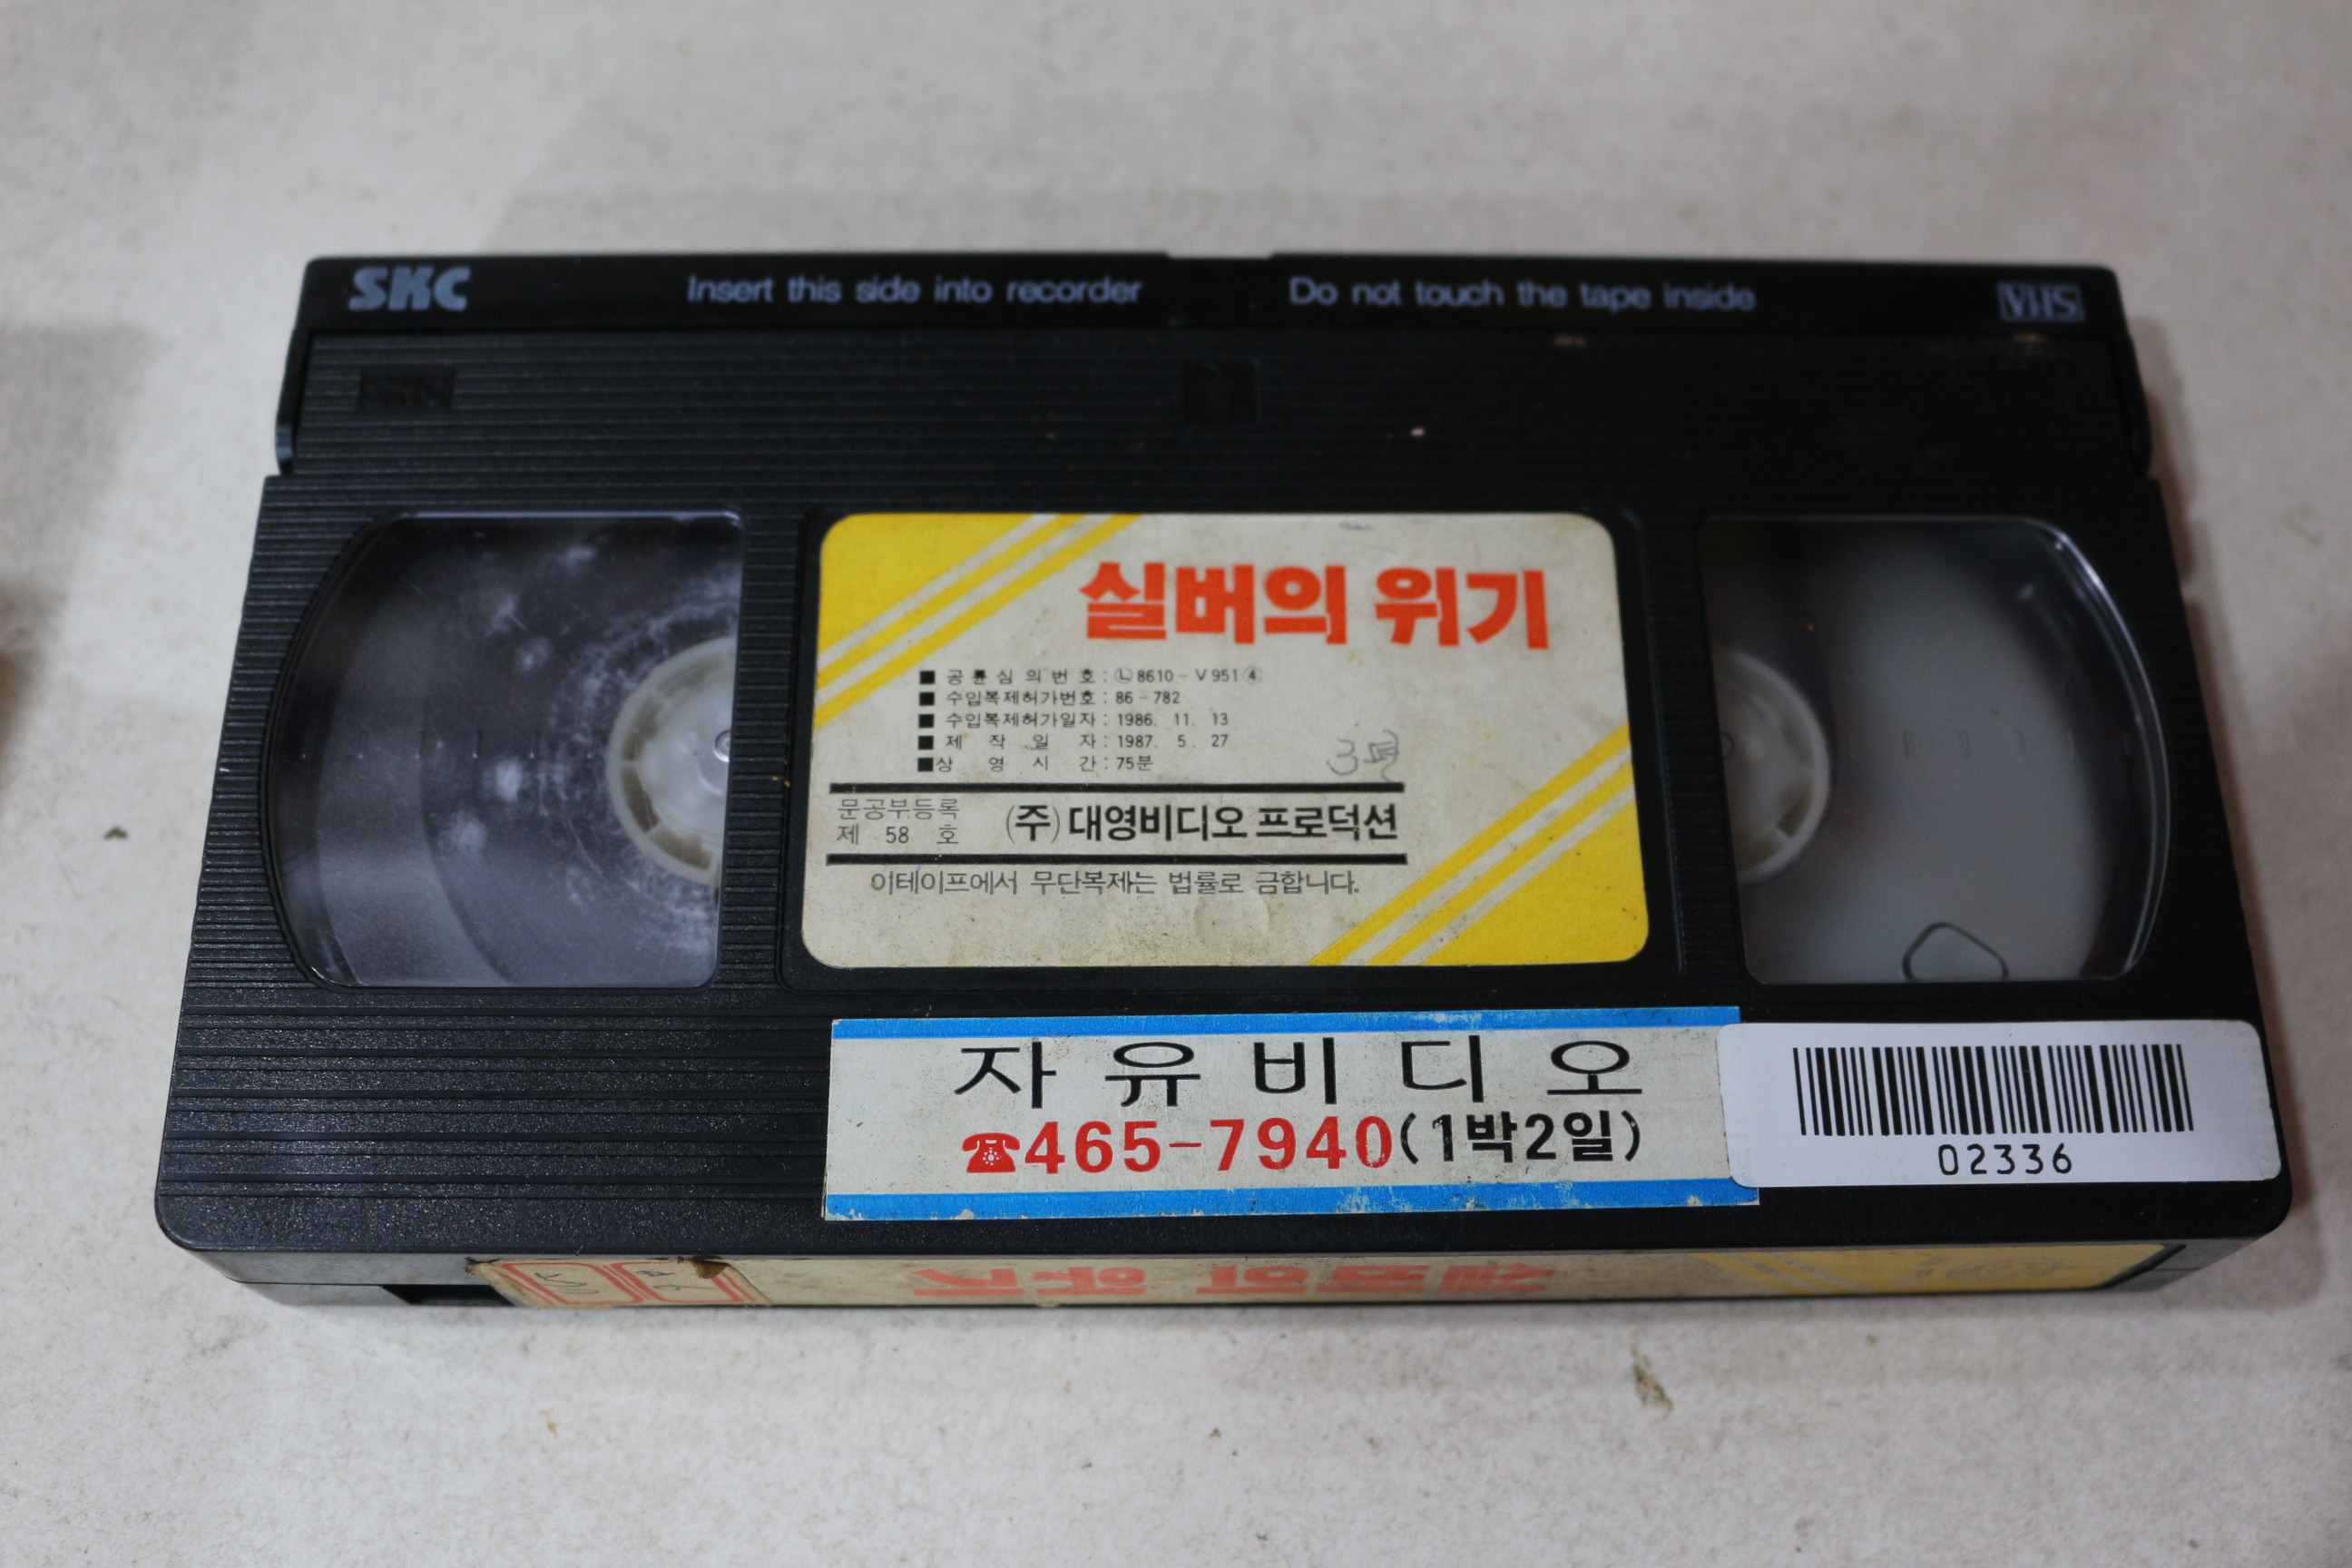 SKC
Insert this side into recorder
Do not touch the tape inside
VHS
실버의 위기
■ 공륜심의번호 : Ⓛ8610-V951④
■ 수입복제허가번호 : 86-782
■ 수입복제허가일자 : 1986. 11. 13
■ 제작일자 : 1987. 5. 27
■ 상영시간 : 75분
문공부등록
제 58 호
(주) 대영비디오 프로덕션
이테이프에서 무단복제는 법률로 금합니다.
자유비디오
☎465-7940(1박2일)
02336
실버의 위기